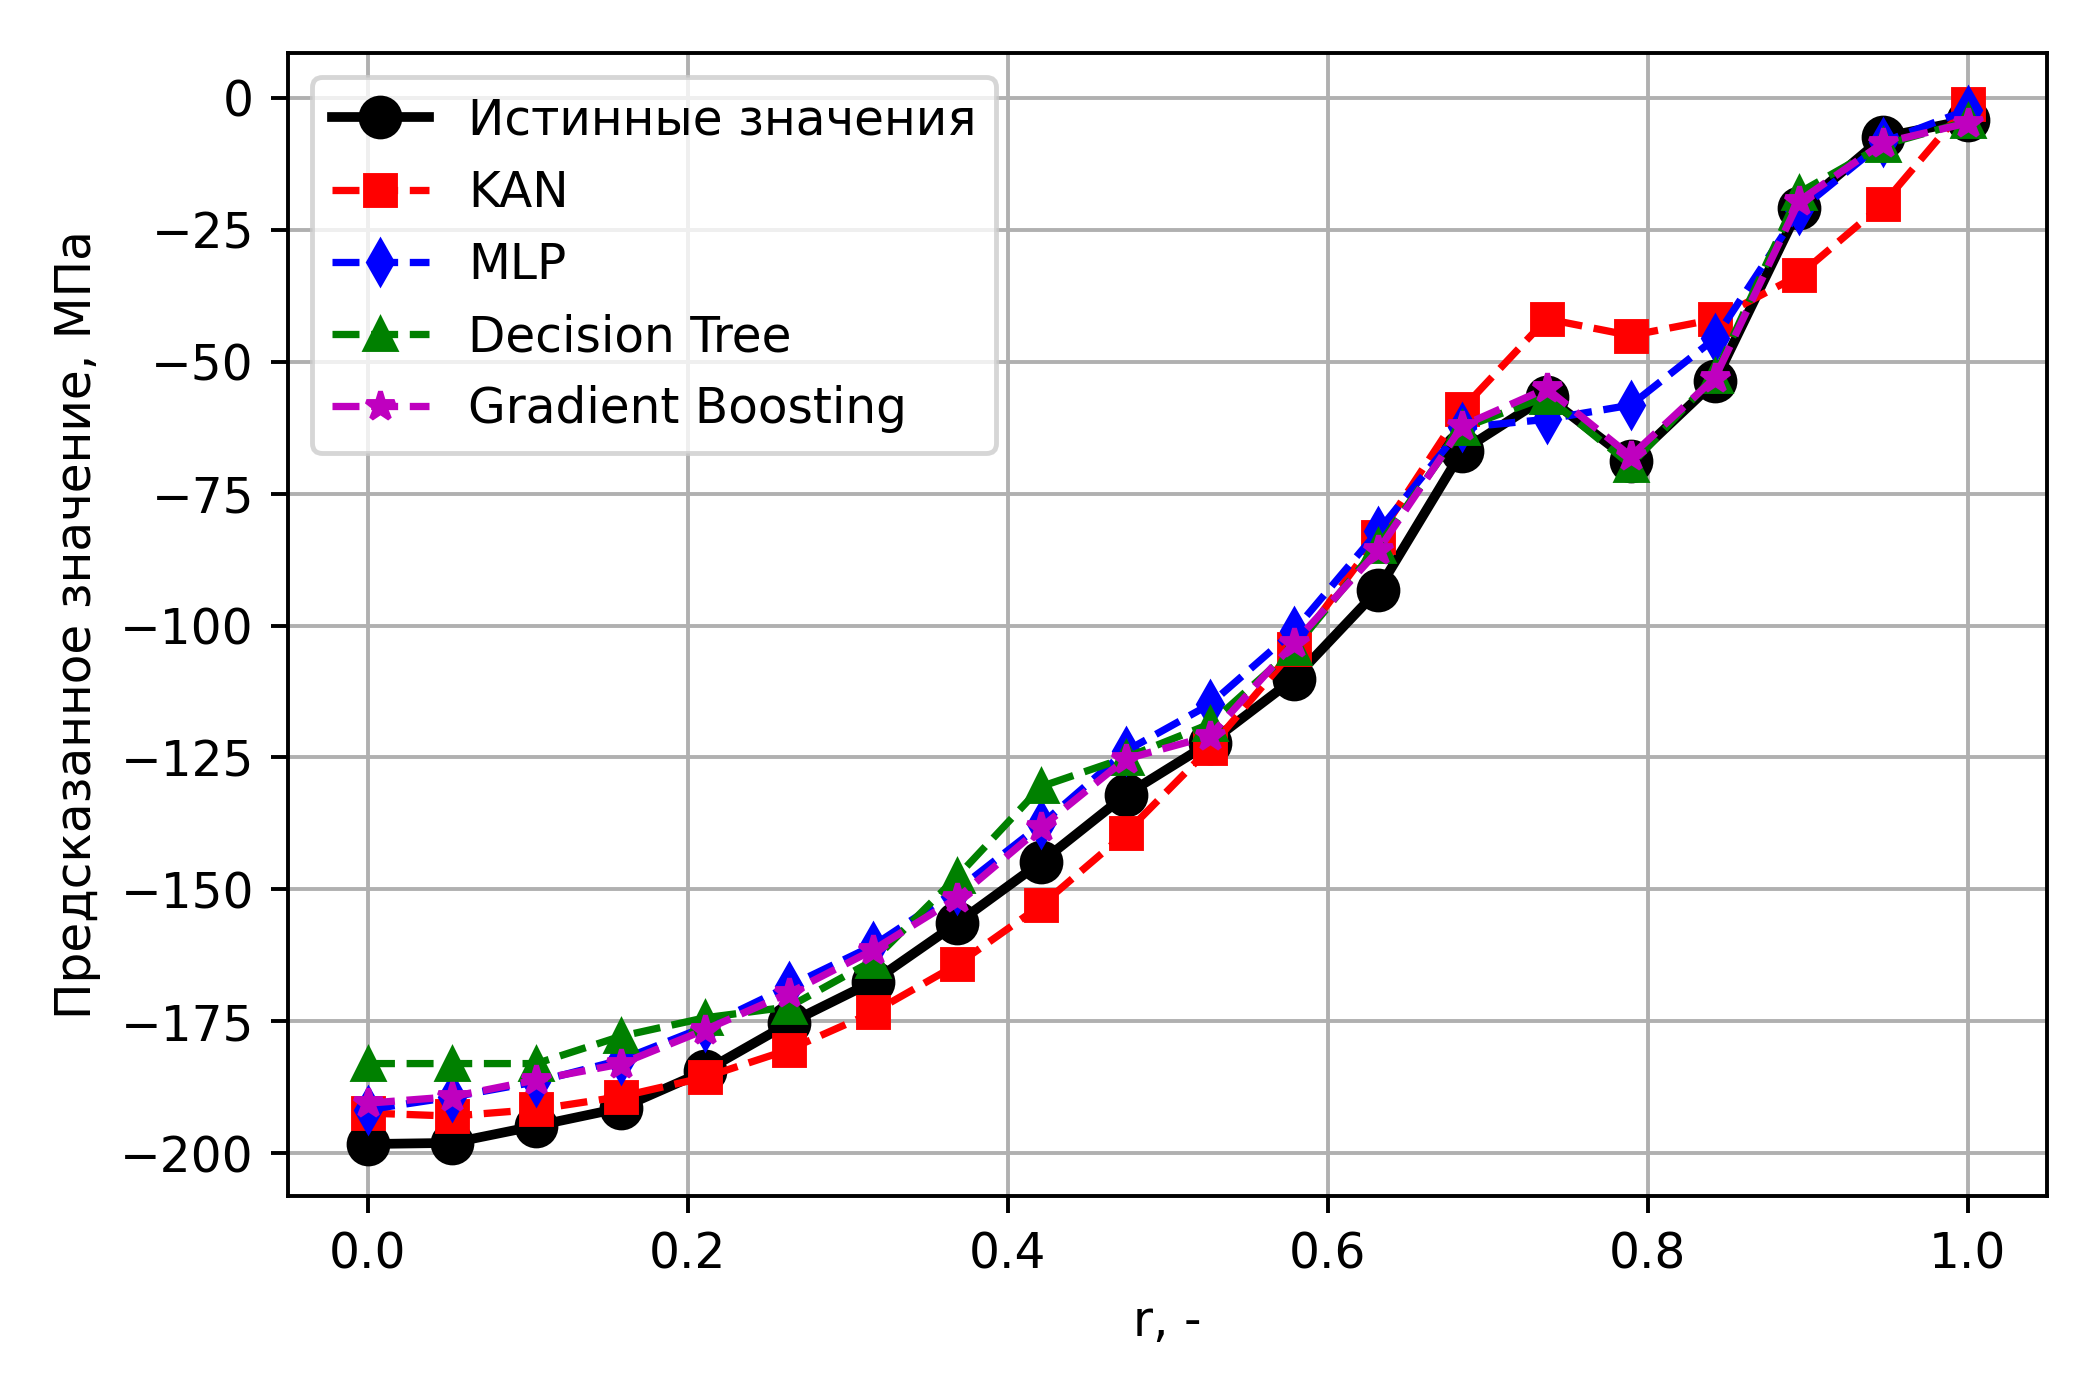 Предсказанное значение, МПа
0
−25
−50
−75
−100
−125
−150
−175
−200
Истинные значения
KAN
MLP
Decision Tree
Gradient Boosting
0.0 0.2 0.4 0.6 0.8 1.0
r, -